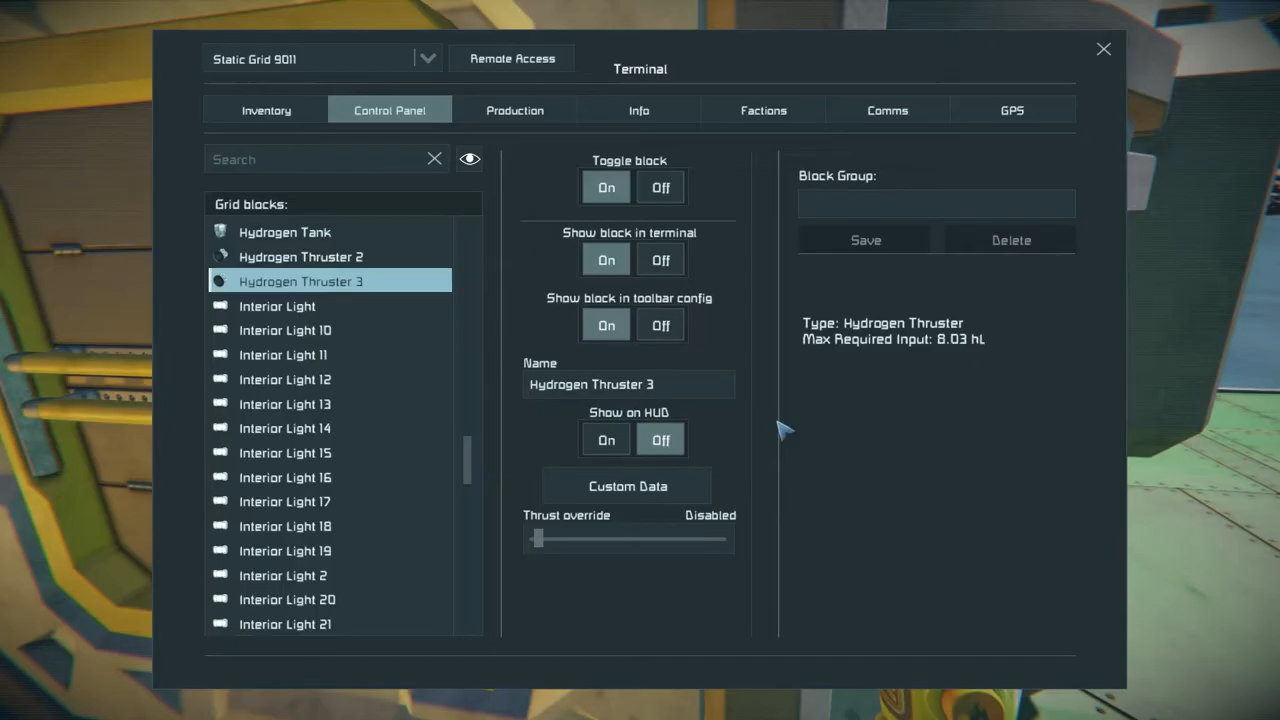 Static Grid 9011
Remote Access
Terminal
Inventory
Control Panel
Production
Info
Factions
Comms
GPS
Search
Grid blocks:
Hydrogen Tank
Hydrogen Thruster 2
Hydrogen Thruster 3
Interior Light
Interior Light 10
Interior Light 11
Interior Light 12
Interior Light 13
Interior Light 14
Interior Light 15
Interior Light 16
Interior Light 17
Interior Light 18
Interior Light 19
Interior Light 2
Interior Light 20
Interior Light 21
Toggle block
On Off
Show block in terminal
On Off
Show block in toolbar config
On Off
Name
Hydrogen Thruster 3
Show on HUD
On Off
Custom Data
Thrust override Disabled
Block Group:
Save Delete
Type: Hydrogen Thruster
Max Required Input: 8.03 hL